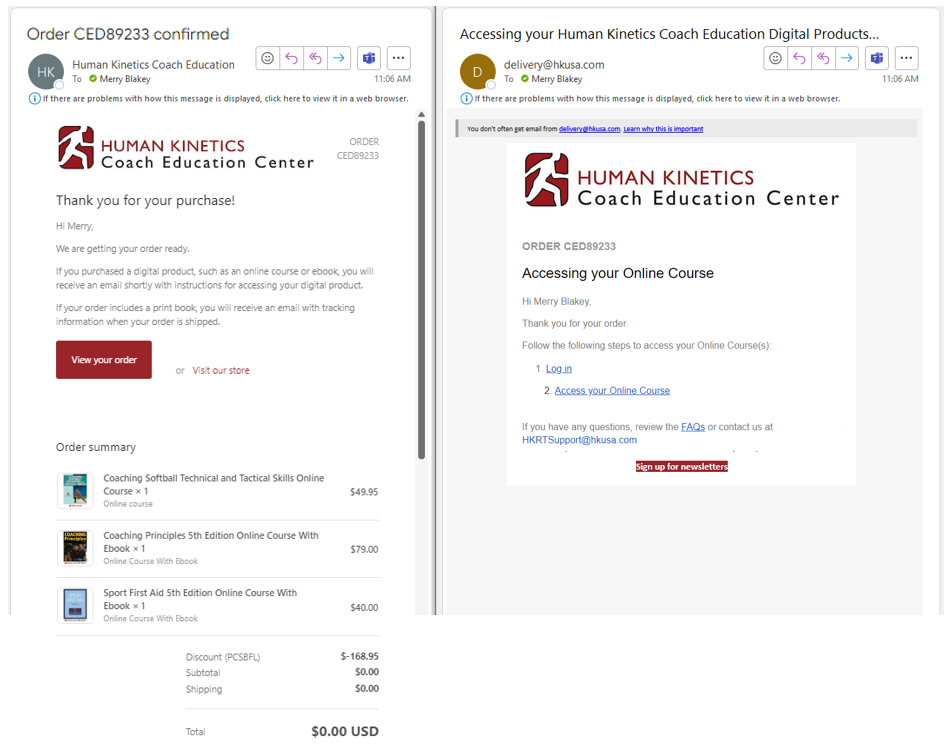 Order CED89233 confirmed
HK
Human Kinetics Coach Education
To Merry Blakey
11:06 AM
If there are problems with how this message is displayed, click here to view it in a web browser.
HUMAN KINETICS
Coach Education Center
ORDER
CED89233
Thank you for your purchase!
Hi Merry,
We are getting your order ready.
If you purchased a digital product, such as an online course or ebook, you will
receive an email shortly with instructions for accessing your digital product.
If your order includes a print book, you will receive an email with tracking
information when your order is shipped.
View your order
or Visit our store
Order summary
Coaching Softball Technical and Tactical Skills Online
Course × 1
$49.95
Online course
COACHING
Principles
Coaching Principles 5th Edition Online Course With
Ebook × 1
$79.00
Online Course With Ebook
Sport First Aid 5th Edition Online Course With
Ebook × 1
$40.00
Online Course With Ebook
Discount (PCSBFL) $-168.95
Subtotal $0.00
Shipping $0.00
Total $0.00 USD
Accessing your Human Kinetics Coach Education Digital Products...
D
delivery@hkusa.com
To Merry Blakey
11:06 AM
If there are problems with how this message is displayed, click here to view it in a web browser.
You don't often get email from delivery@hkusa.com. Learn why this is important
HUMAN KINETICS
Coach Education Center
ORDER CED89233
Accessing your Online Course
Hi Merry Blakey,
Thank you for your order.
Follow the following steps to access your Online Course(s):
1. Log in
2. Access your Online Course
If you have any questions, review the FAQs or contact us at
HKRTSupport@hkusa.com
Sign up for newsletters